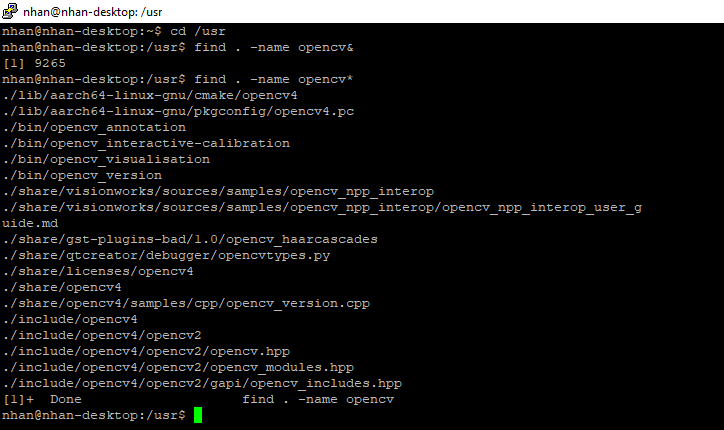 nhan@nhan-desktop: /usr
nhan@nhan-desktop:~$ cd /usr
nhan@nhan-desktop:/usr$ find . -name opencv&
[1] 9265
nhan@nhan-desktop:/usr$ find . -name opencv*
./lib/aarch64-linux-gnu/cmake/opencv4
./lib/aarch64-linux-gnu/pkgconfig/opencv4.pc
./bin/opencv_annotation
./bin/opencv_interactive-calibration
./bin/opencv_visualisation
./bin/opencv_version
./share/visionworks/sources/samples/opencv_npp_interop
./share/visionworks/sources/samples/opencv_npp_interop/opencv_npp_interop_user_g
uide.md
./share/gst-plugins-bad/1.0/opencv_haarcascades
./share/qtcreator/debugger/opencvtypes.py
./share/licenses/opencv4
./share/opencv4
./share/opencv4/samples/cpp/opencv_version.cpp
./include/opencv4
./include/opencv4/opencv2
./include/opencv4/opencv2/opencv.hpp
./include/opencv4/opencv2/opencv_modules.hpp
./include/opencv4/opencv2/gapi/opencv_includes.hpp
[1]+  Done                    find . -name opencv
nhan@nhan-desktop:/usr$